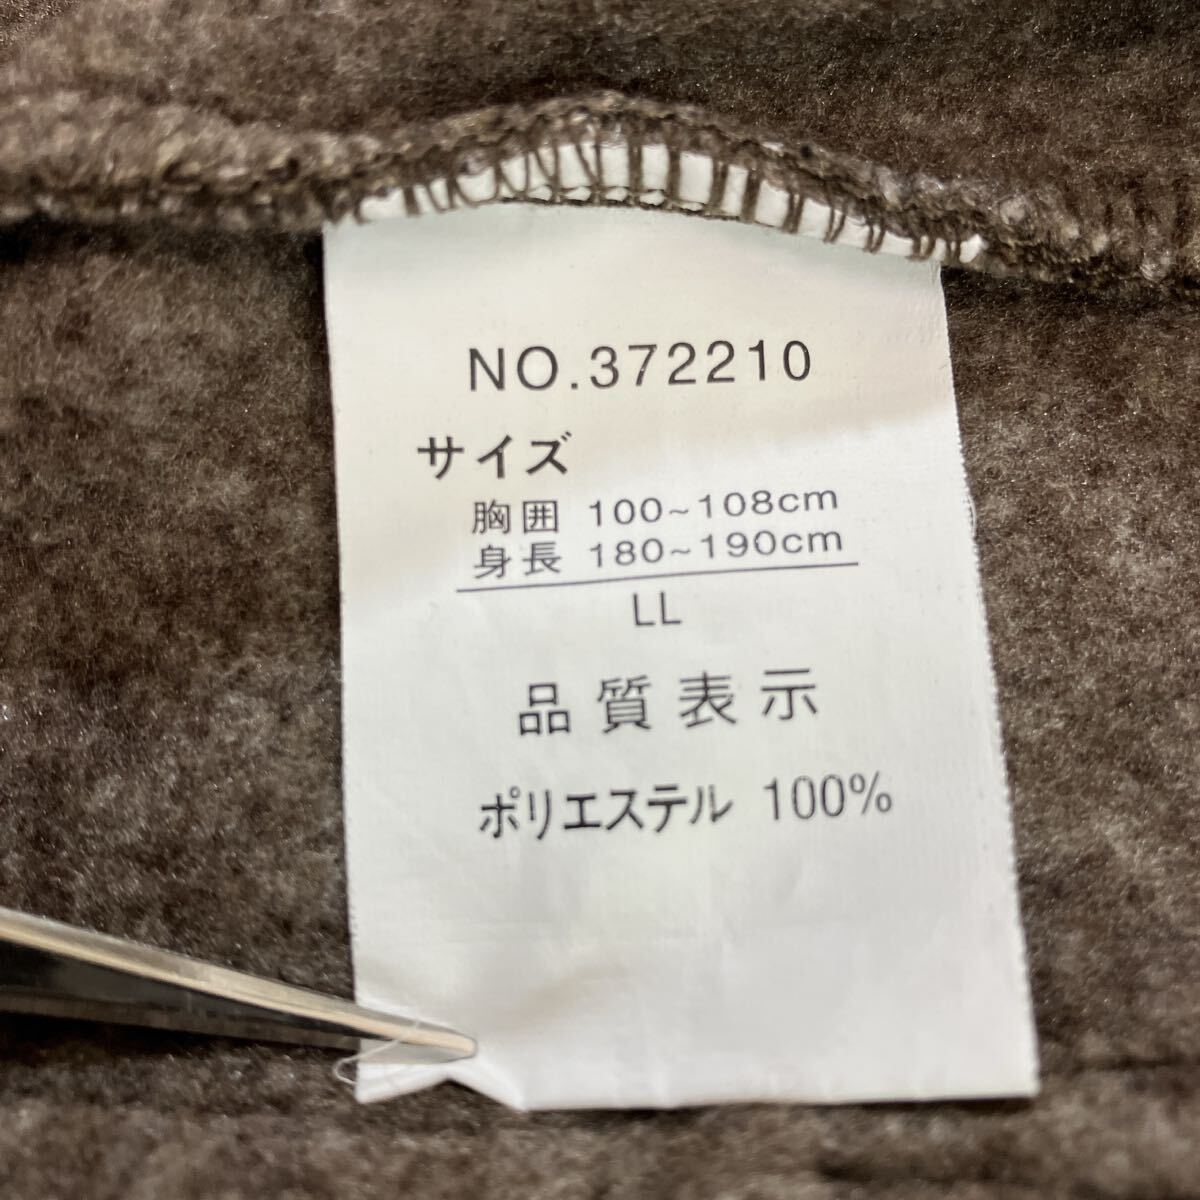 NO.372210
サイズ
胸囲 100~108cm
身長 180~190cm
LL
品質表示
ポリエステル 100%